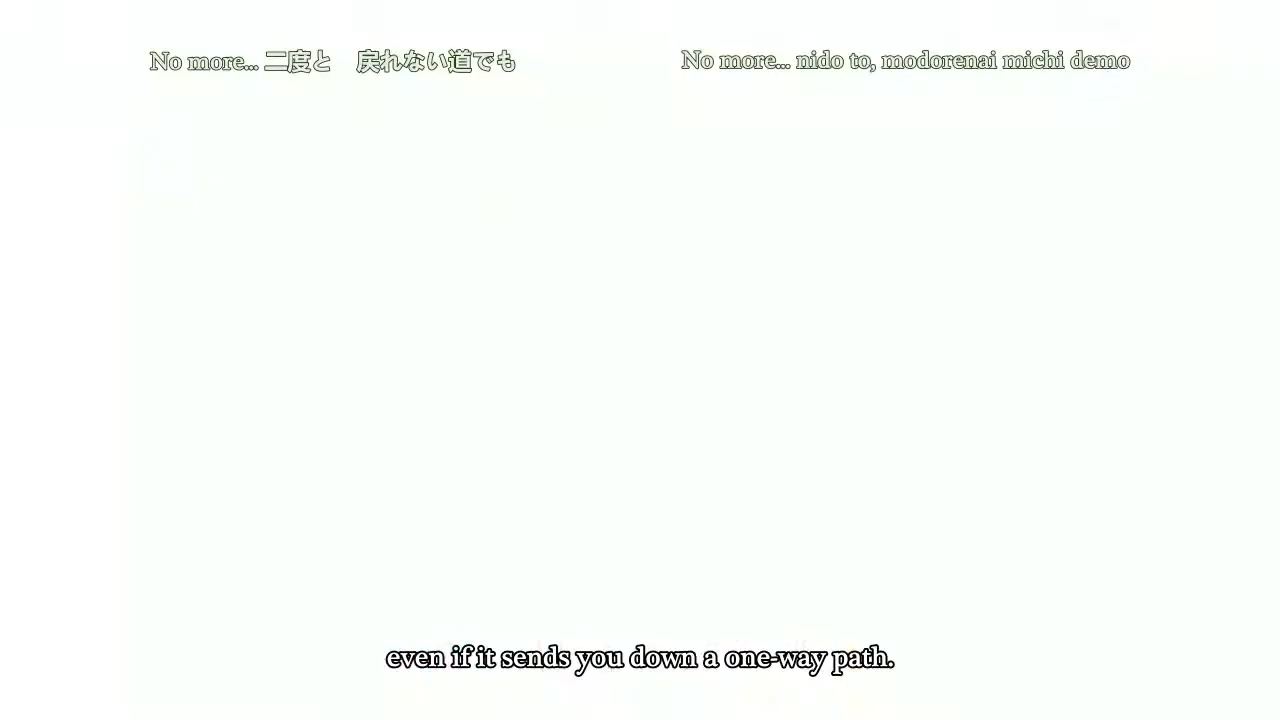 No more... 二度と　戻れない道でも
No more... nido to, modorenai michi demo
even if it sends you down a one-way path.